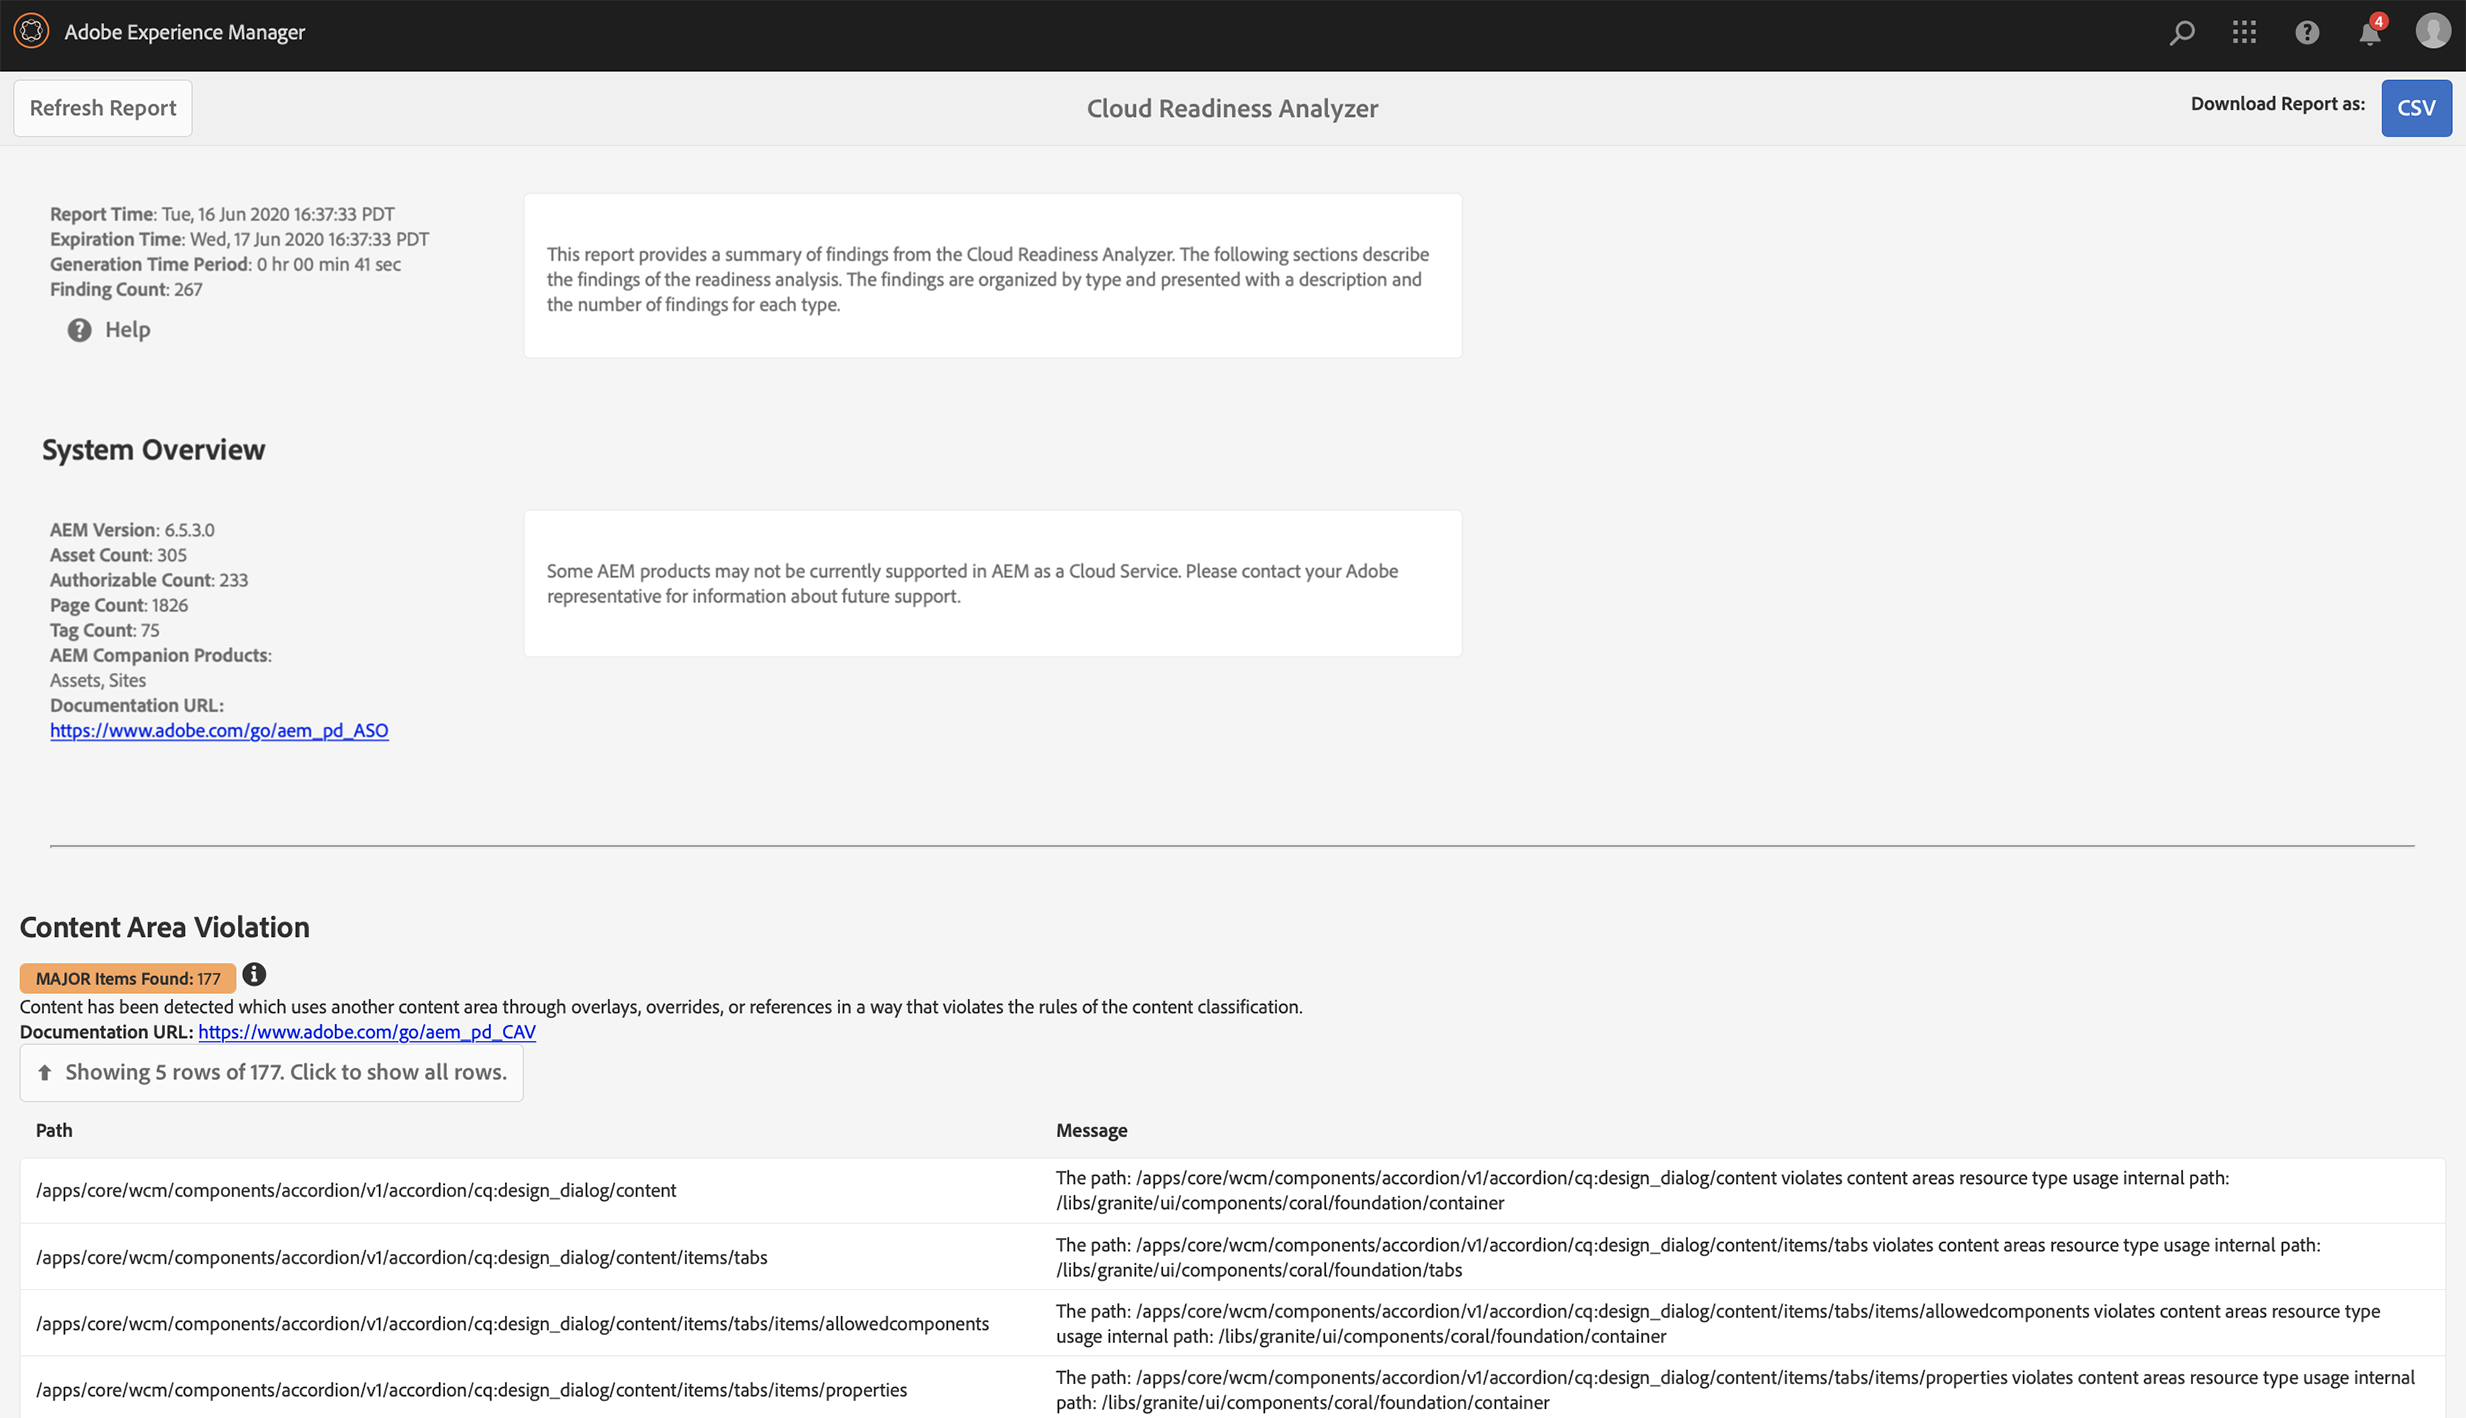 Adobe Experience Manager
4
Refresh Report
Cloud Readiness Analyzer
Download Report as:
CSV
Report Time: Tue, 16 Jun 2020 16:37:33 PDT
Expiration Time: Wed, 17 Jun 2020 16:37:33 PDT
Generation Time Period: 0 hr 00 min 41 sec
Finding Count: 267
Help
This report provides a summary of findings from the Cloud Readiness Analyzer. The following sections describe
the findings of the readiness analysis. The findings are organized by type and presented with a description and
the number of findings for each type.
System Overview
AEM Version: 6.5.3.0
Asset Count: 305
Authorizable Count: 233
Page Count: 1826
Tag Count: 75
AEM Companion Products:
Assets, Sites
Documentation URL:
https://www.adobe.com/go/aem_pd_ASO
Some AEM products may not be currently supported in AEM as a Cloud Service. Please contact your Adobe
representative for information about future support.
Content Area Violation
MAJOR Items Found: 177
Content has been detected which uses another content area through overlays, overrides, or references in a way that violates the rules of the content classification.
Documentation URL: https://www.adobe.com/go/aem_pd_CAV
Showing 5 rows of 177. Click to show all rows.
Path
Message
/apps/core/wcm/components/accordion/v1/accordion/cq:design_dialog/content
The path: /apps/core/wcm/components/accordion/v1/accordion/cq:design_dialog/content violates content areas resource type usage internal path:
/libs/granite/ui/components/coral/foundation/container
/apps/core/wcm/components/accordion/v1/accordion/cq:design_dialog/content/items/tabs
The path: /apps/core/wcm/components/accordion/v1/accordion/cq:design_dialog/content/items/tabs violates content areas resource type usage internal path:
/libs/granite/ui/components/coral/foundation/tabs
/apps/core/wcm/components/accordion/v1/accordion/cq:design_dialog/content/items/tabs/items/allowedcomponents
The path: /apps/core/wcm/components/accordion/v1/accordion/cq:design_dialog/content/items/tabs/items/allowedcomponents violates content areas resource type
usage internal path: /libs/granite/ui/components/coral/foundation/container
/apps/core/wcm/components/accordion/v1/accordion/cq:design_dialog/content/items/tabs/items/properties
The path: /apps/core/wcm/components/accordion/v1/accordion/cq:design_dialog/content/items/tabs/items/properties violates content areas resource type usage internal
path: /libs/granite/ui/components/coral/foundation/container